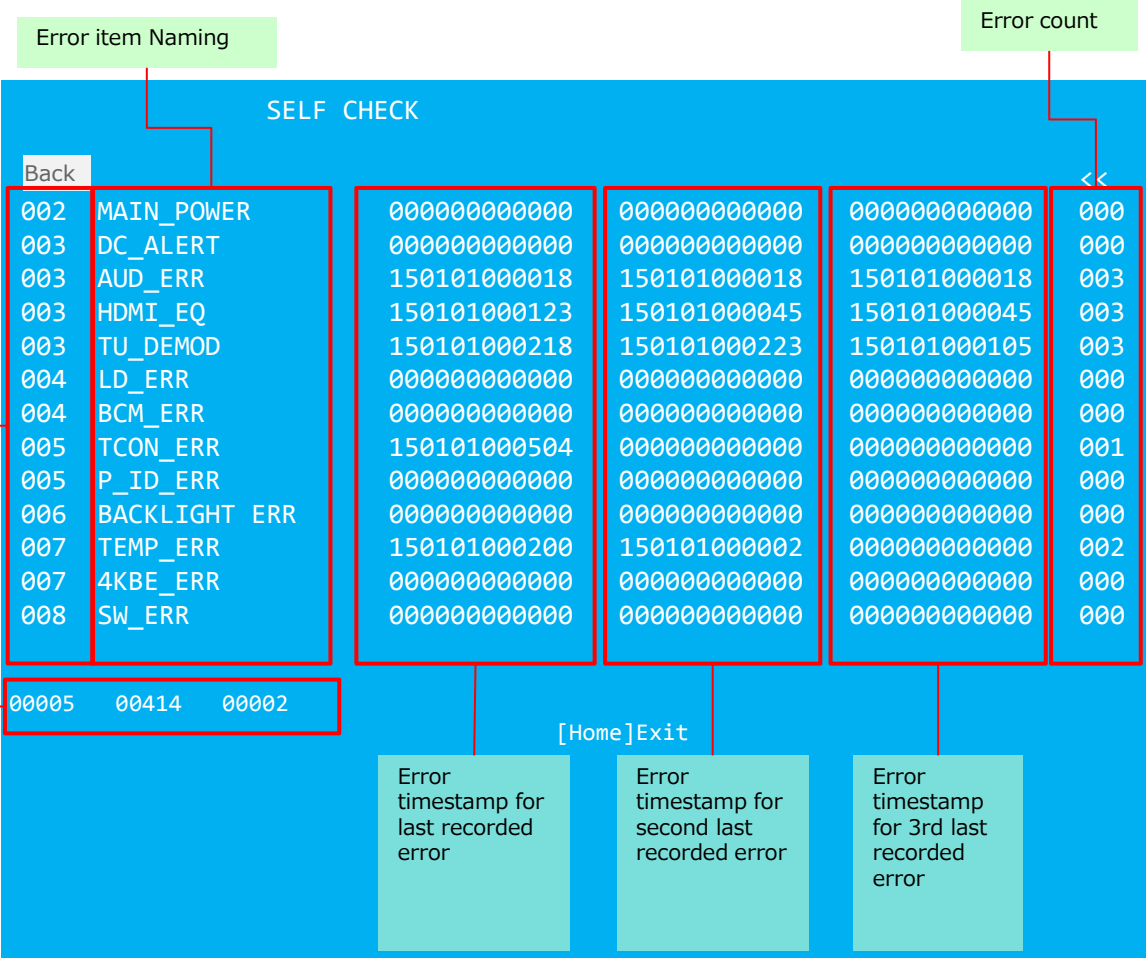 Error item Naming
Error count
SELF CHECK
Back
<<
002 MAIN_POWER 000000000000 000000000000 000000000000 000
003 DC_ALERT 000000000000 000000000000 000000000000 000
003 AUD_ERR 150101000018 150101000018 150101000018 003
003 HDMI_EQ 150101000123 150101000045 150101000045 003
003 TU_DEMOD 150101000218 150101000223 150101000105 003
004 LD_ERR 000000000000 000000000000 000000000000 000
004 BCM_ERR 000000000000 000000000000 000000000000 000
005 TCON_ERR 150101000504 000000000000 000000000000 001
005 P_ID_ERR 000000000000 000000000000 000000000000 000
006 BACKLIGHT ERR 000000000000 000000000000 000000000000 000
007 TEMP_ERR 150101000200 150101000002 000000000000 002
007 4KBE_ERR 000000000000 000000000000 000000000000 000
008 SW_ERR 000000000000 000000000000 000000000000 000
00005 00414 00002
[Home]Exit
Error
timestamp for
last recorded
error
Error
timestamp for
second last
recorded error
Error
timestamp
for 3rd last
recorded
error